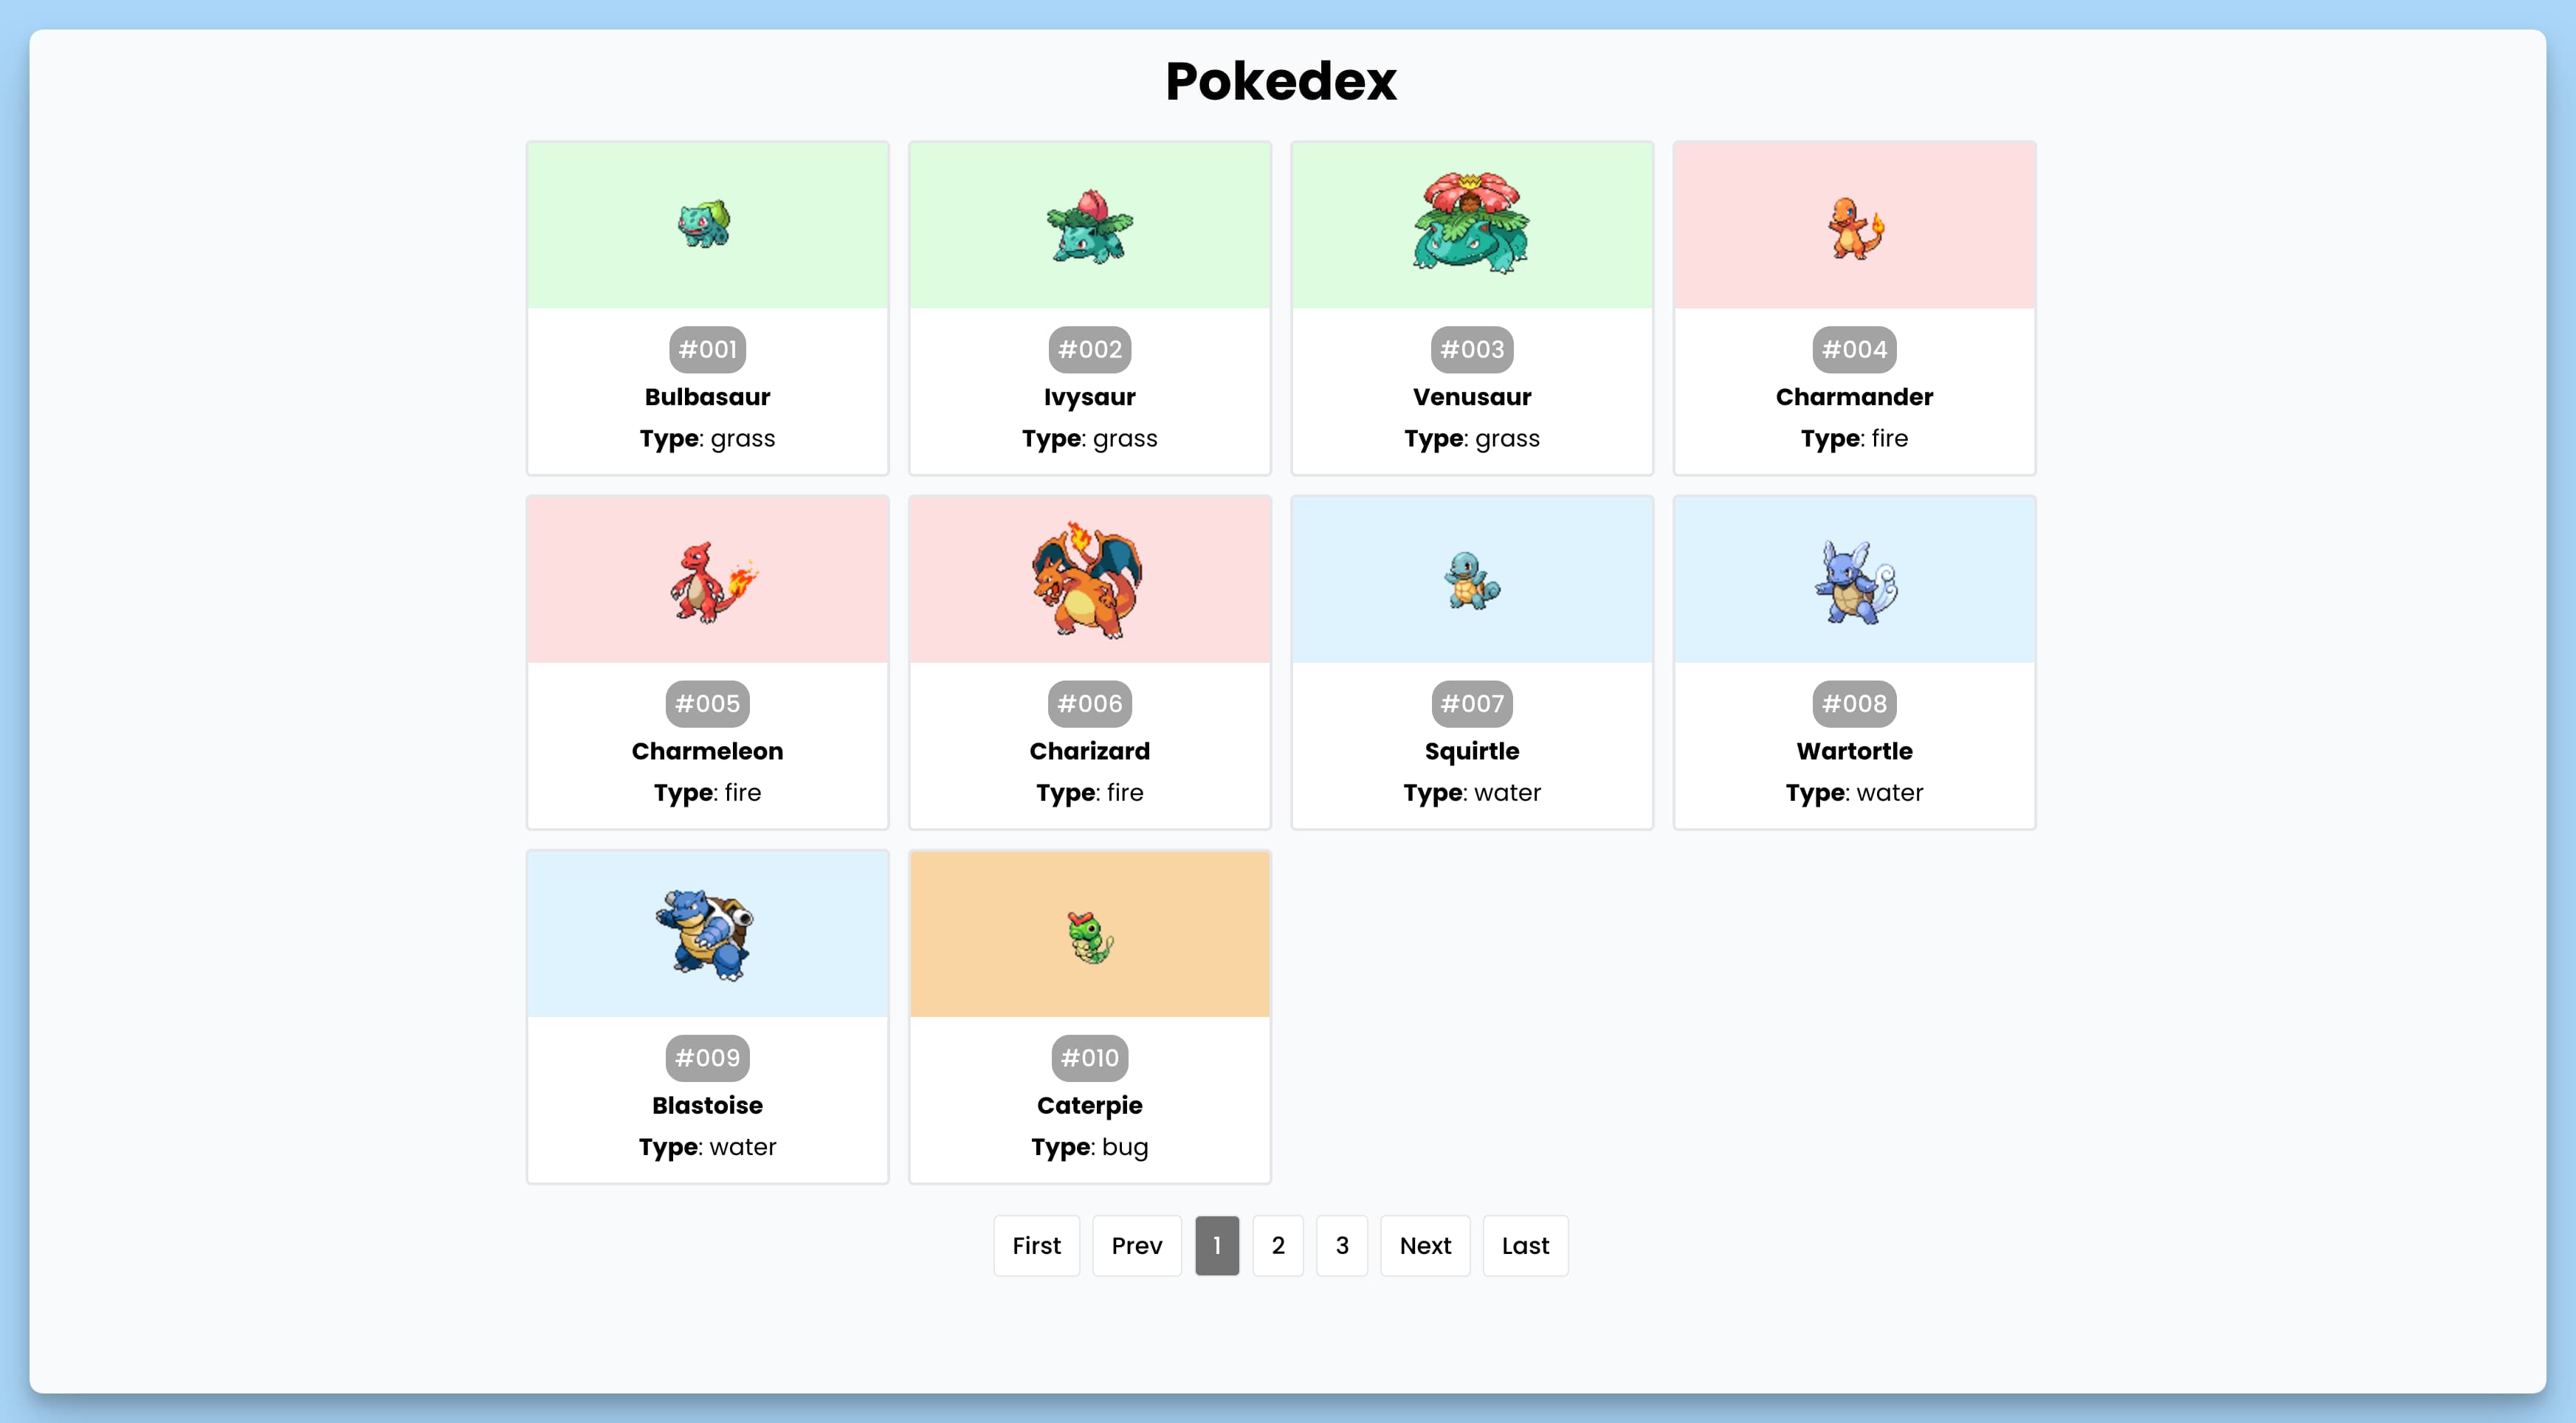 Pokedex
#001
Bulbasaur
Type: grass
#002
Ivysaur
Type: grass
#003
Venusaur
Type: grass
#004
Charmander
Type: fire
#005
Charmeleon
Type: fire
#006
Charizard
Type: fire
#007
Squirtle
Type: water
#008
Wartortle
Type: water
#009
Blastoise
Type: water
#010
Caterpie
Type: bug
First Prev 1 2 3 Next Last